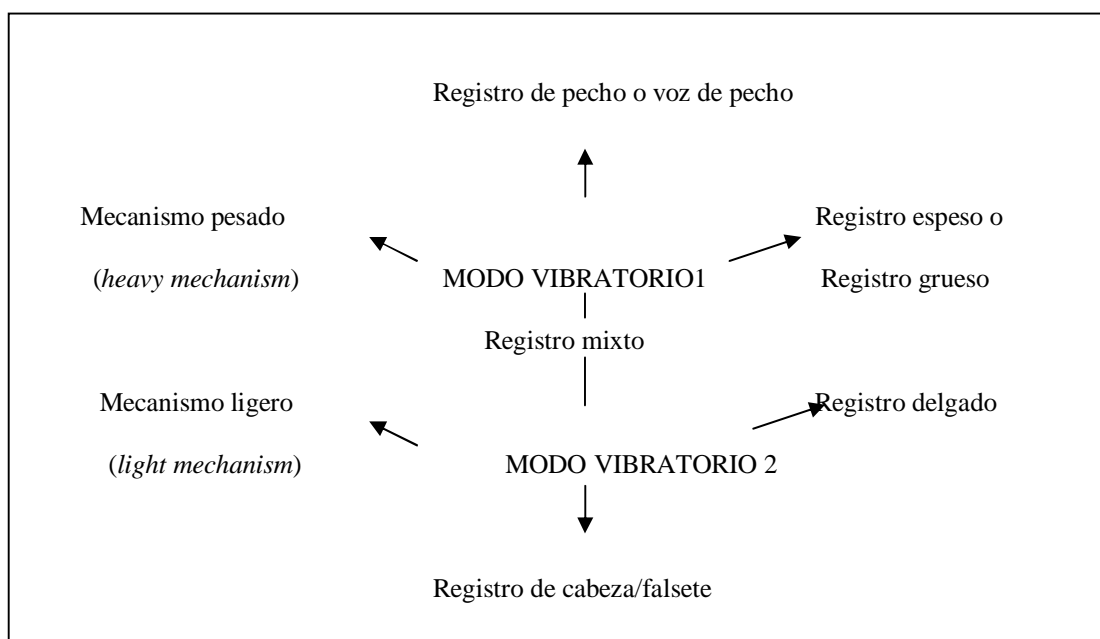 Registro de pecho o voz de pecho
Mecanismo pesado
(heavy mechanism)
Registro espeso o
Registro grueso
MODO VIBRATORIO1
Registro mixto
Mecanismo ligero
(light mechanism)
Registro delgado
MODO VIBRATORIO 2
Registro de cabeza/falsete